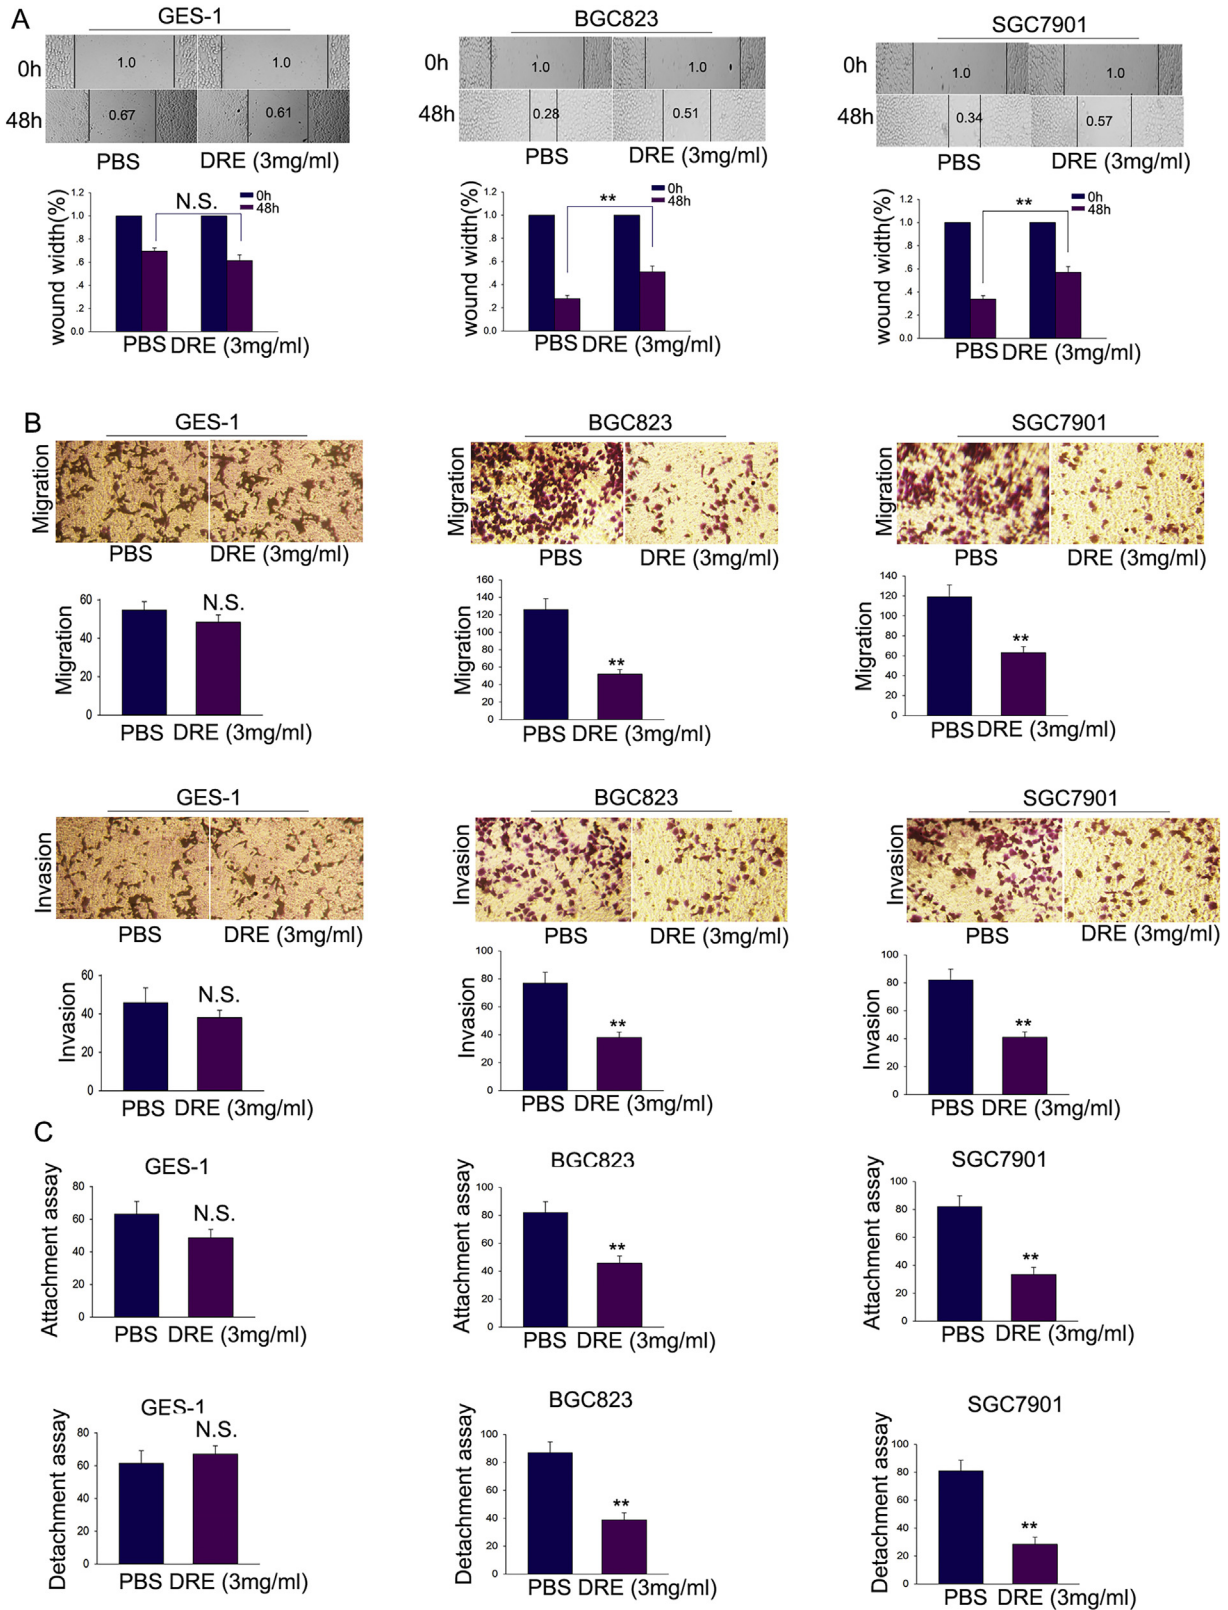 A
GES-1
BGC823
SGC7901
0h
1.0
1.0
0h
1.0
1.0
0h
1.0
1.0
48h
0.67
0.61
48h
0.28
0.51
48h
0.34
0.57
PBS
DRE (3mg/ml)
PBS
DRE (3mg/ml)
PBS
DRE (3mg/ml)
wound width(%)
1.2
1.0
.8
.6
.4
.2
0.0
N.S.
0h
48h
PBS DRE (3mg/ml)
wound width(%)
1.2
1.0
.8
.6
.4
.2
0.0
**
0h
48h
PBS DRE (3mg/ml)
wound width(%)
1.2
1.0
.8
.6
.4
.2
0.0
**
0h
48h
PBS DRE (3mg/ml)
B
GES-1
BGC823
SGC7901
Migration
PBS
DRE (3mg/ml)
Migration
PBS
DRE (3mg/ml)
Migration
PBS
DRE (3mg/ml)
Migration
60
40
20
0
N.S.
PBS DRE (3mg/ml)
Migration
160
140
120
100
80
60
40
20
0
**
PBS DRE (3mg/ml)
Migration
140
120
100
80
60
40
20
0
**
PBS DRE (3mg/ml)
GES-1
BGC823
SGC7901
Invasion
PBS
DRE (3mg/ml)
Invasion
PBS
DRE (3mg/ml)
Invasion
PBS
DRE (3mg/ml)
Invasion
60
40
20
0
N.S.
PBS DRE (3mg/ml)
Invasion
100
80
60
40
20
0
**
PBS DRE (3mg/ml)
Invasion
100
80
60
40
20
0
**
PBS DRE (3mg/ml)
C
GES-1
Attachment assay
80
60
40
20
0
N.S.
PBS DRE (3mg/ml)
BGC823
Attachment assay
100
80
60
40
20
0
**
PBS DRE (3mg/ml)
SGC7901
Attachment assay
100
80
60
40
20
0
**
PBS DRE (3mg/ml)
GES-1
Detachment assay
80
60
40
20
0
N.S.
PBS DRE (3mg/ml)
BGC823
Detachment assay
100
80
60
40
20
0
**
PBS DRE (3mg/ml)
SGC7901
Detachment assay
100
80
60
40
20
0
**
PBS DRE (3mg/ml)